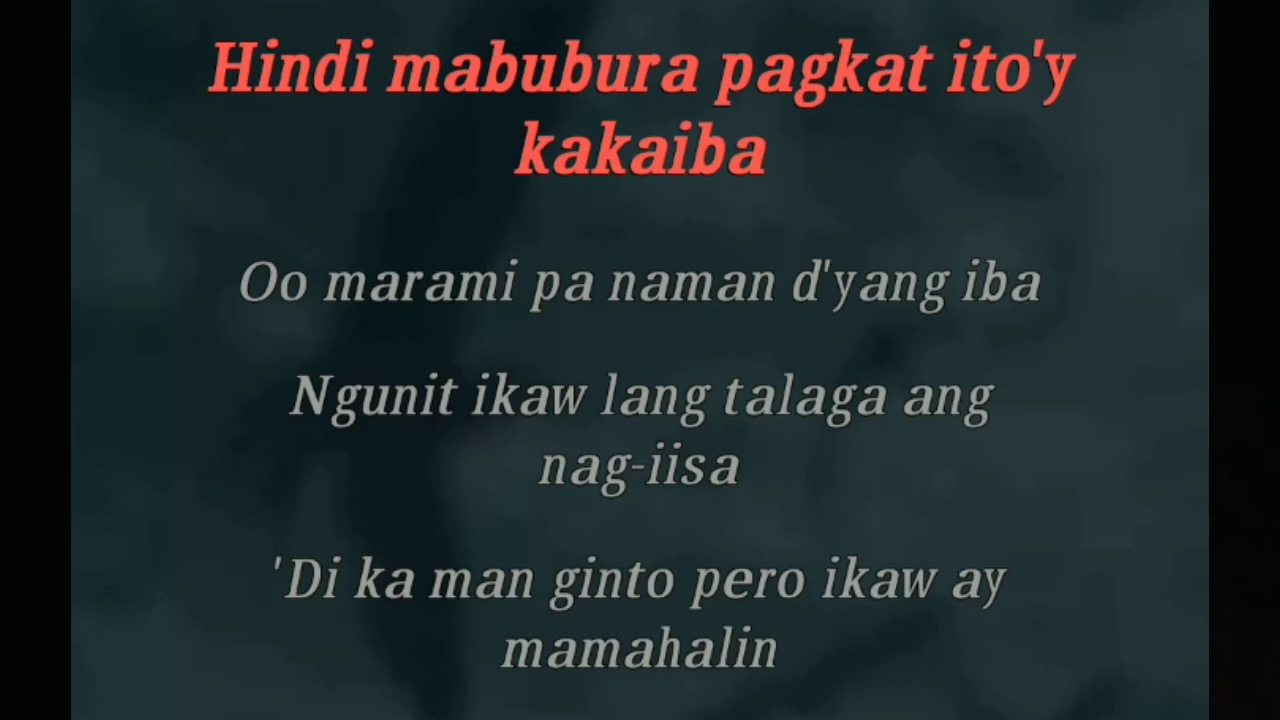 Hindi mabubura pagkat ito'y
kakaiba
Oo marami pa naman d'yang iba
Ngunit ikaw lang talaga ang
nag-iisa
'Di ka man ginto pero ikaw ay
mamahalin